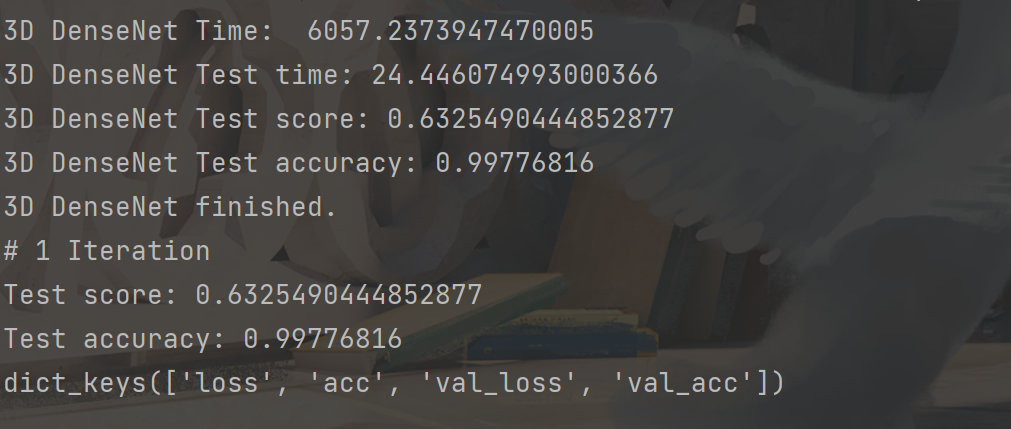 3D DenseNet Time:  6057.2373947470005
3D DenseNet Test time: 24.446074993000366
3D DenseNet Test score: 0.6325490444852877
3D DenseNet Test accuracy: 0.99776816
3D DenseNet finished.
# 1 Iteration
Test score: 0.6325490444852877
Test accuracy: 0.99776816
dict_keys(['loss', 'acc', 'val_loss', 'val_acc'])